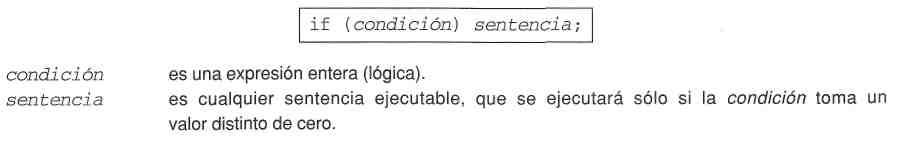 if (condición) sentencia;
condición es una expresión entera (lógica).
sentencia es cualquier sentencia ejecutable, que se ejecutará sólo si la condición toma un
valor distinto de cero.